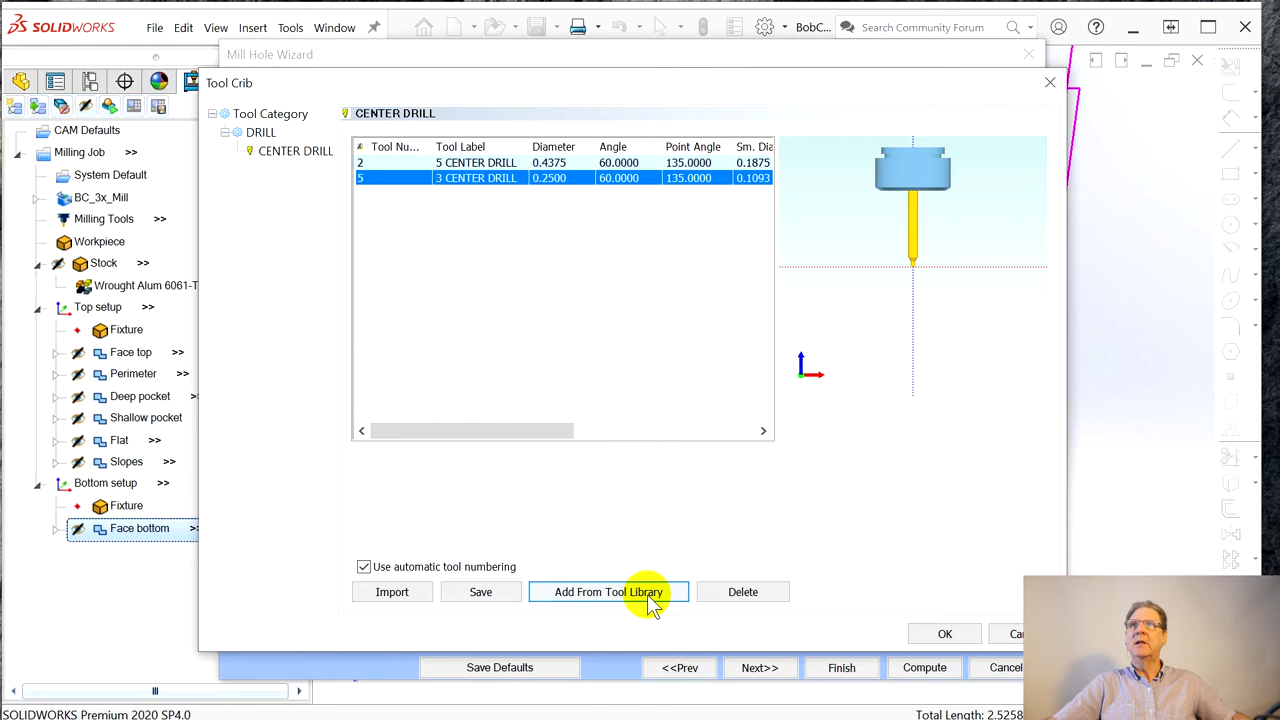 SOLIDWORKS File Edit View Insert Tools Window BobC... Search Community Forum
Mill Hole Wizard
Tool Crib
Tool Category
DRILL
CENTER DRILL
CENTER DRILL
Tool Nu... Tool Label Diameter Angle Point Angle Sm. Dia
2 5 CENTER DRILL 0.4375 60.0000 135.0000 0.1875
5 3 CENTER DRILL 0.2500 60.0000 135.0000 0.1093
CAM Defaults
Milling Job >>
System Default
BC_3x_Mill
Milling Tools >>
Workpiece
Stock >>
Wrought Alum 6061-T
Top setup >>
Fixture
Face top >>
Perimeter >>
Deep pocket >>
Shallow pocket
Flat >>
Slopes >>
Bottom setup >>
Fixture
Face bottom >>
Use automatic tool numbering
Import Save Add From Tool Library Delete
OK Can
Save Defaults <<Prev Next>> Finish Compute Cancel
SOLIDWORKS Premium 2020 SP4.0 Total Length: 2.5258